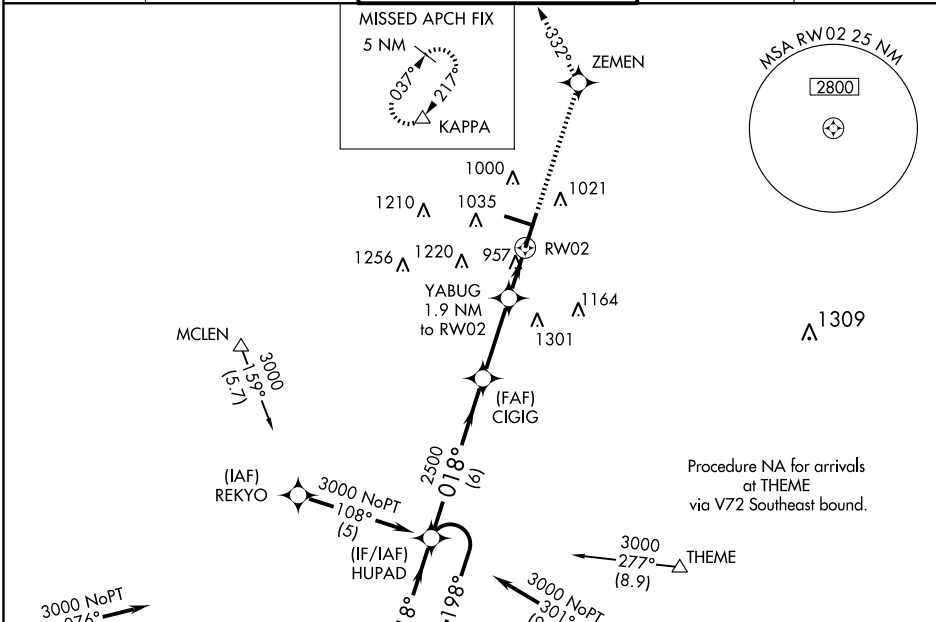 MISSED APCH FIX
5 NM
037°
217°
KAPPA
332°
ZEMEN
MSA RW02 25 NM
2800
1000
1021
1210
1035
1256
1220
957
RW02
YABUG
1.9 NM
to RW02
1164
1301
1309
MCLEN
3000
159°
(5.7)
(FAF)
CIGIG
2500
018°
(6)
(IAF)
REKYO
3000 NoPT
108°
(5)
(IF/IAF)
HUPAD
Procedure NA for arrivals
at THEME
via V72 Southeast bound.
3000
277°
(8.9)
THEME
198°
3000 NoPT
301°
3000 NoPT